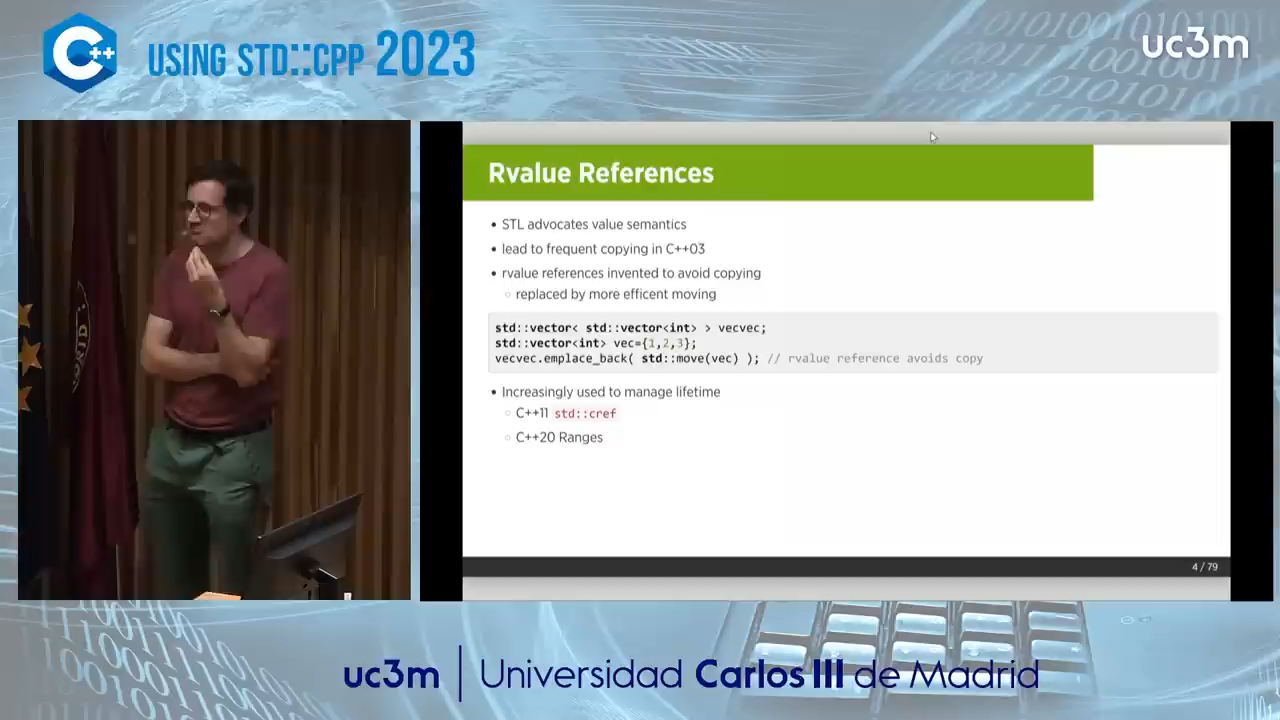 C++
USING STD::CPP 2023
uc3m
Rvalue References
• STL advocates value semantics
• lead to frequent copying in C++03
• rvalue references invented to avoid copying
○ replaced by more efficent moving
std::vector< std::vector<int> > vecvec;
std::vector<int> vec={1,2,3};
vecvec.emplace_back( std::move(vec) ); // rvalue reference avoids copy
• Increasingly used to manage lifetime
○ C++11 std::cref
○ C++20 Ranges
4 / 79
uc3m | Universidad Carlos III de Madrid